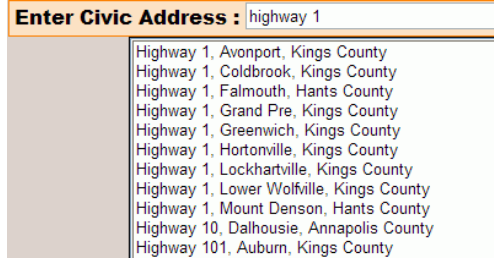 Enter Civic Address : highway 1
Highway 1, Avonport, Kings County
Highway 1, Coldbrook, Kings County
Highway 1, Falmouth, Hants County
Highway 1, Grand Pre, Kings County
Highway 1, Greenwich, Kings County
Highway 1, Hortonville, Kings County
Highway 1, Lockhartville, Kings County
Highway 1, Lower Wolfville, Kings County
Highway 1, Mount Denson, Hants County
Highway 10, Dalhousie, Annapolis County
Highway 101, Auburn, Kings County